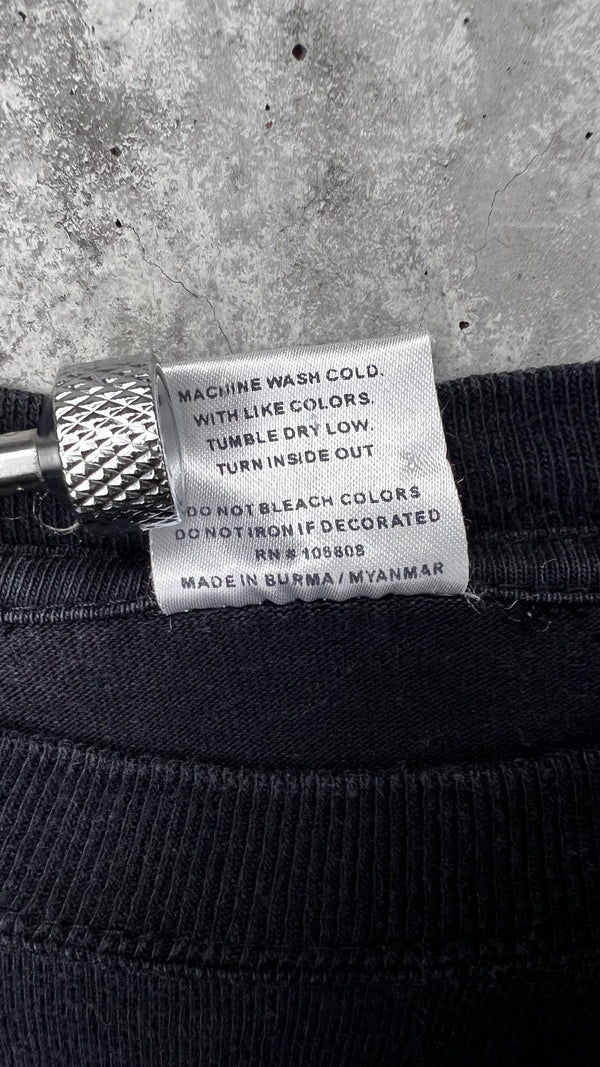 MACHINE WASH COLD.
WITH LIKE COLORS.
TUMBLE DRY LOW.
TURN INSIDE OUT
DO NOT BLEACH COLORS
DO NOT IRON IF DECORATED
RN # 106808
MADE IN BURMA / MYANMAR